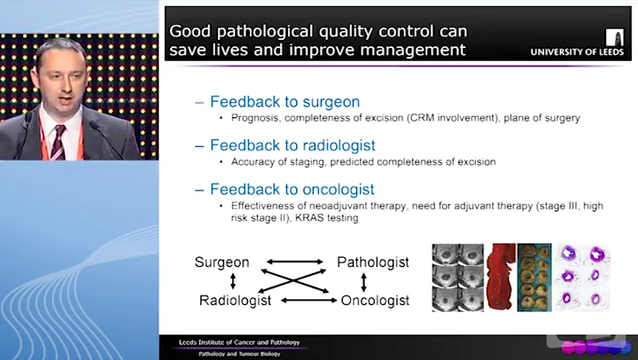 Good pathological quality control can
save lives and improve management
UNIVERSITY OF LEEDS
– Feedback to surgeon
• Prognosis, completeness of excision (CRM involvement), plane of surgery
– Feedback to radiologist
• Accuracy of staging, predicted completeness of excision
– Feedback to oncologist
• Effectiveness of neoadjuvant therapy, need for adjuvant therapy (stage III, high
risk stage II), KRAS testing
Surgeon Pathologist
Radiologist Oncologist
Leeds Institute of Cancer and Pathology
Pathology and Tumour Biology